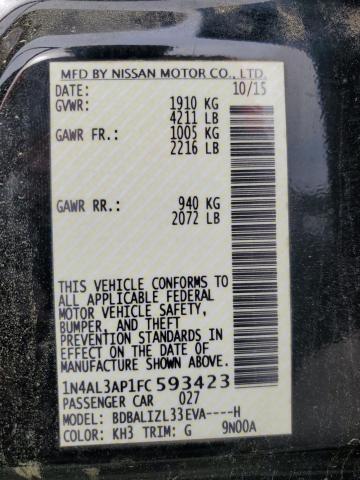 MFD BY NISSAN MOTOR CO., LTD.
DATE: 10/15
GVWR: 1910 KG
4211 LB
GAWR FR.: 1005 KG
2216 LB
GAWR RR.: 940 KG
2072 LB
THIS VEHICLE CONFORMS TO
ALL APPLICABLE FEDERAL
MOTOR VEHICLE SAFETY,
BUMPER, AND THEFT
PREVENTION STANDARDS IN
EFFECT ON THE DATE OF
MANUFACTURE SHOWN ABOVE.
1N4AL3AP1FC593423
PASSENGER CAR 027
MODEL: BDBALIZL33EVA----H
COLOR: KH3 TRIM: G 9N00A